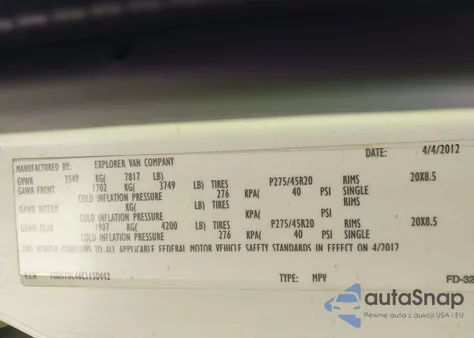 DATE: 4/4/2012
MANUFACTURED BY: EXPLORER VAN COMPANY
GVWR 3549 KG( 7817 LB)
GAWR FRONT 1702 KG( 3749 LB) TIRES P275/45R20 RIMS 20X8.5
COLD INFLATION PRESSURE 276 KPA( 40 PSI SINGLE
GAWR INTERM KG( LB) TIRES RIMS
COLD INFLATION PRESSURE KPA( PSI SINGLE
GAWR REAR 1907 KG( 4200 LB) TIRES P275/45R20 RIMS 20X8.5
COLD INFLATION PRESSURE 276 KPA( 40 PSI SINGLE
THIS VEHICLE CONFORMS TO ALL APPLICABLE FEDERAL MOTOR VEHICLE SAFETY STANDARDS IN EFFECT ON 4/2012
TYPE: MPV FD-32
autoSnap
Pewne auta z aukcji USA i EU